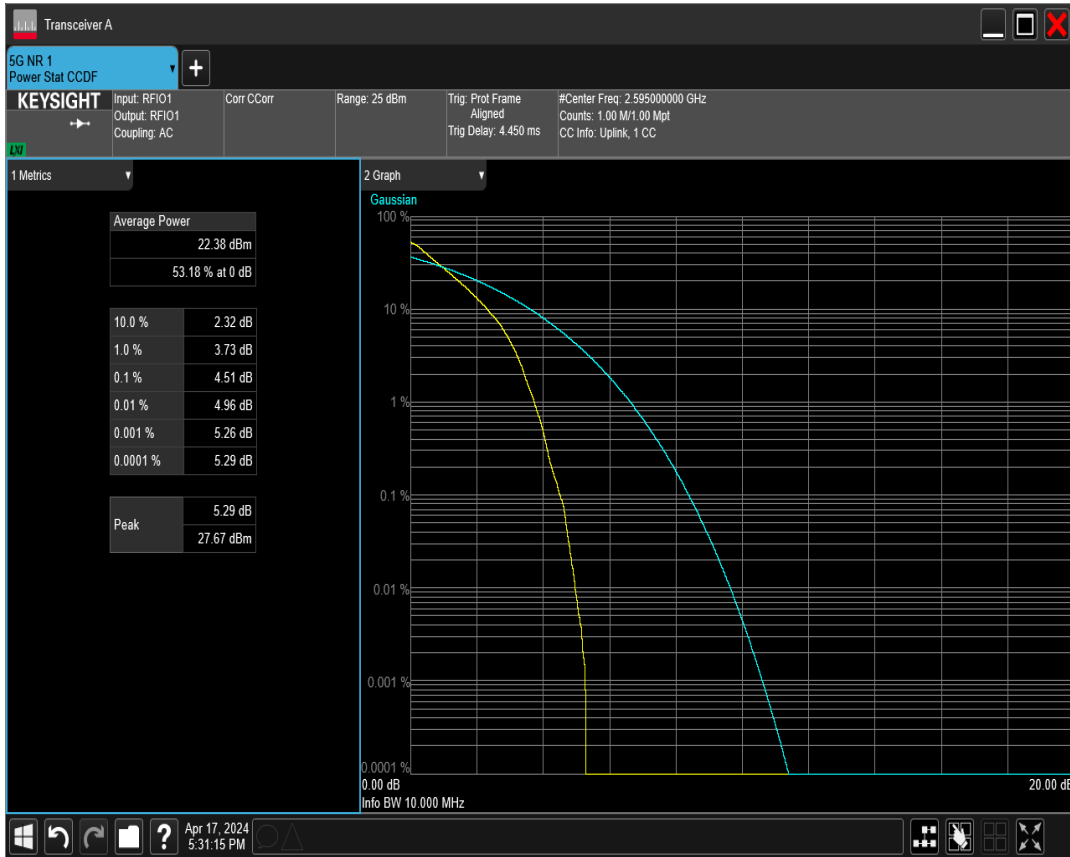 Transceiver A
5G NR 1
Power Stat CCDF
+
KEYSIGHT
LXI
Input: RFIO1
Output: RFIO1
Coupling: AC
Corr CCorr
Range: 25 dBm
Trig: Prot Frame
Aligned
Trig Delay: 4.450 ms
#Center Freq: 2.595000000 GHz
Counts: 1.00 M/1.00 Mpt
CC Info: Uplink, 1 CC
1 Metrics
Average Power
22.38 dBm
53.18 % at 0 dB
10.0 % 2.32 dB
1.0 % 3.73 dB
0.1 % 4.51 dB
0.01 % 4.96 dB
0.001 % 5.26 dB
0.0001 % 5.29 dB
Peak
5.29 dB
27.67 dBm
2 Graph
Gaussian
100 %
10 %
1 %
0.1 %
0.01 %
0.001 %
0.0001 %
0.00 dB 20.00 dB
Info BW 10.000 MHz
?
Apr 17, 2024
5:31:15 PM